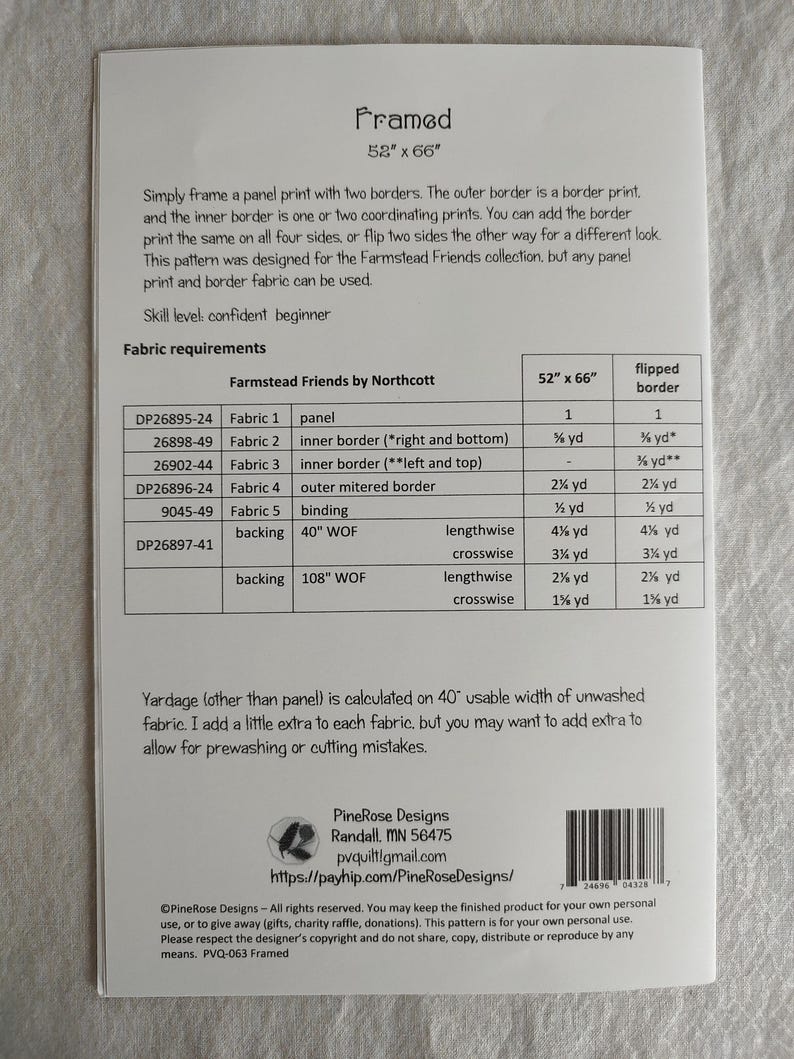 Framed
52" x 66"
Simply frame a panel print with two borders. The outer border is a border print,
and the inner border is one or two coordinating prints. You can add the border
print the same on all four sides, or flip two sides the other way for a different look.
This pattern was designed for the Farmstead Friends collection, but any panel
print and border fabric can be used.
Skill level: confident beginner
Fabric requirements
Farmstead Friends by Northcott 52” x 66” flipped border
DP26895-24 Fabric 1 panel 1 1
26898-49 Fabric 2 inner border (*right and bottom) ⅝ yd ⅜ yd*
26902-44 Fabric 3 inner border (**left and top) - ⅜ yd**
DP26896-24 Fabric 4 outer mitered border 2¼ yd 2¼ yd
9045-49 Fabric 5 binding ½ yd ½ yd
DP26897-41 backing 40" WOF lengthwise 4⅛ yd 4⅛ yd
crosswise 3¼ yd 3¼ yd
backing 108" WOF lengthwise 2⅛ yd 2⅛ yd
crosswise 1⅝ yd 1⅝ yd
Yardage (other than panel) is calculated on 40" usable width of unwashed
fabric. I add a little extra to each fabric, but you may want to add extra to
allow for prewashing or cutting mistakes.
PineRose Designs
Randall, MN 56475
pvquilt!gmail.com
https://payhip.com/PineRoseDesigns/
7 24696 04328 7
©PineRose Designs – All rights reserved. You may keep the finished product for your own personal
use, or to give away (gifts, charity raffle, donations). This pattern is for your own personal use.
Please respect the designer’s copyright and do not share, copy, distribute or reproduce by any
means. PVQ-063 Framed